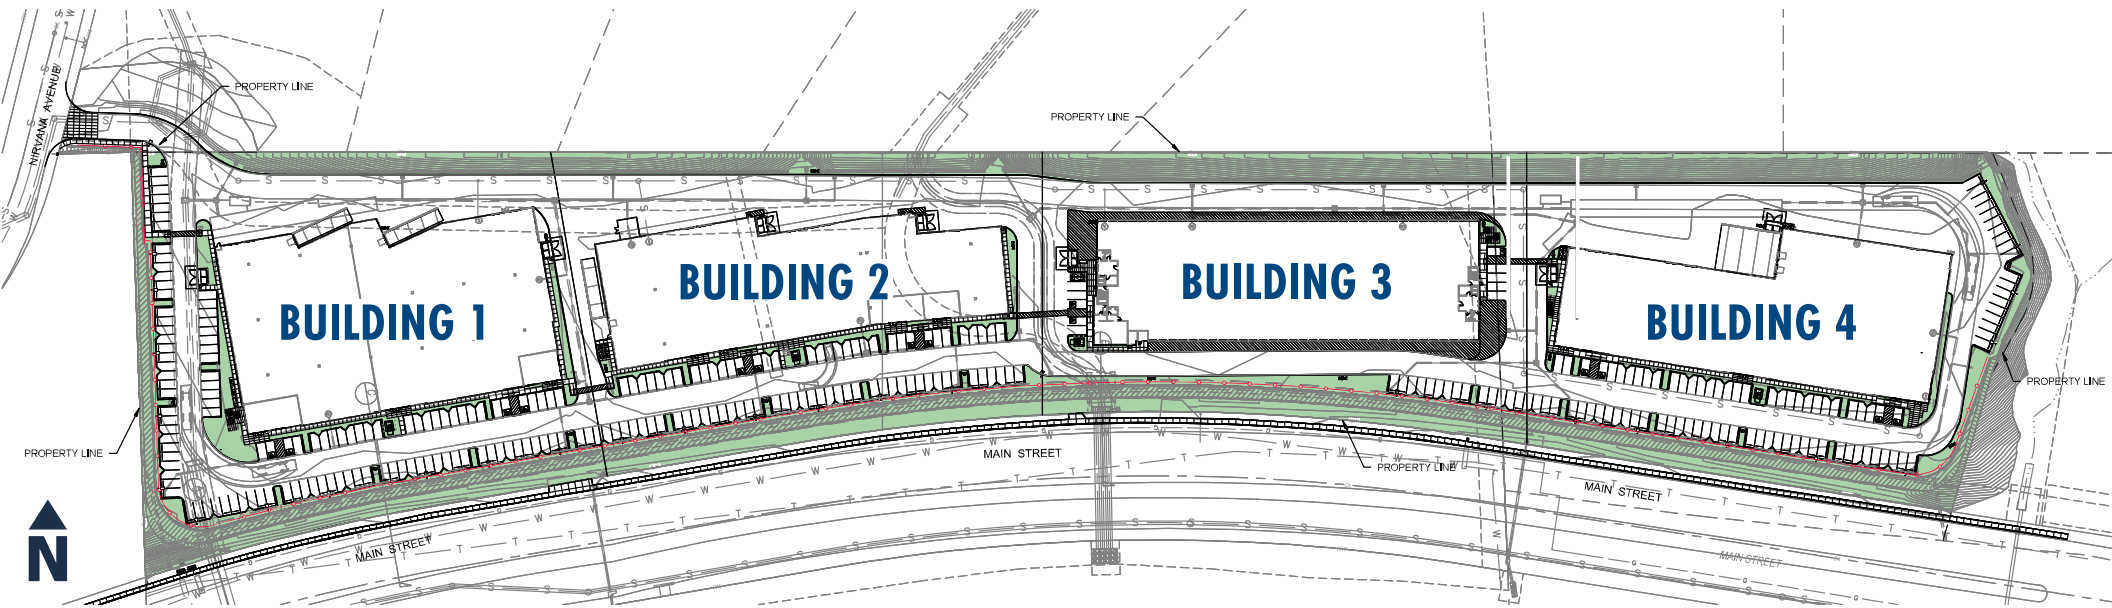 NIRVANA AVENUE
PROPERTY LINE
PROPERTY LINE
BUILDING 1
BUILDING 2
BUILDING 3
BUILDING 4
PROPERTY LINE
PROPERTY LINE
MAIN STREET
PROPERTY LINE
MAIN STREET
MAIN STREET
MAIN STREET
N